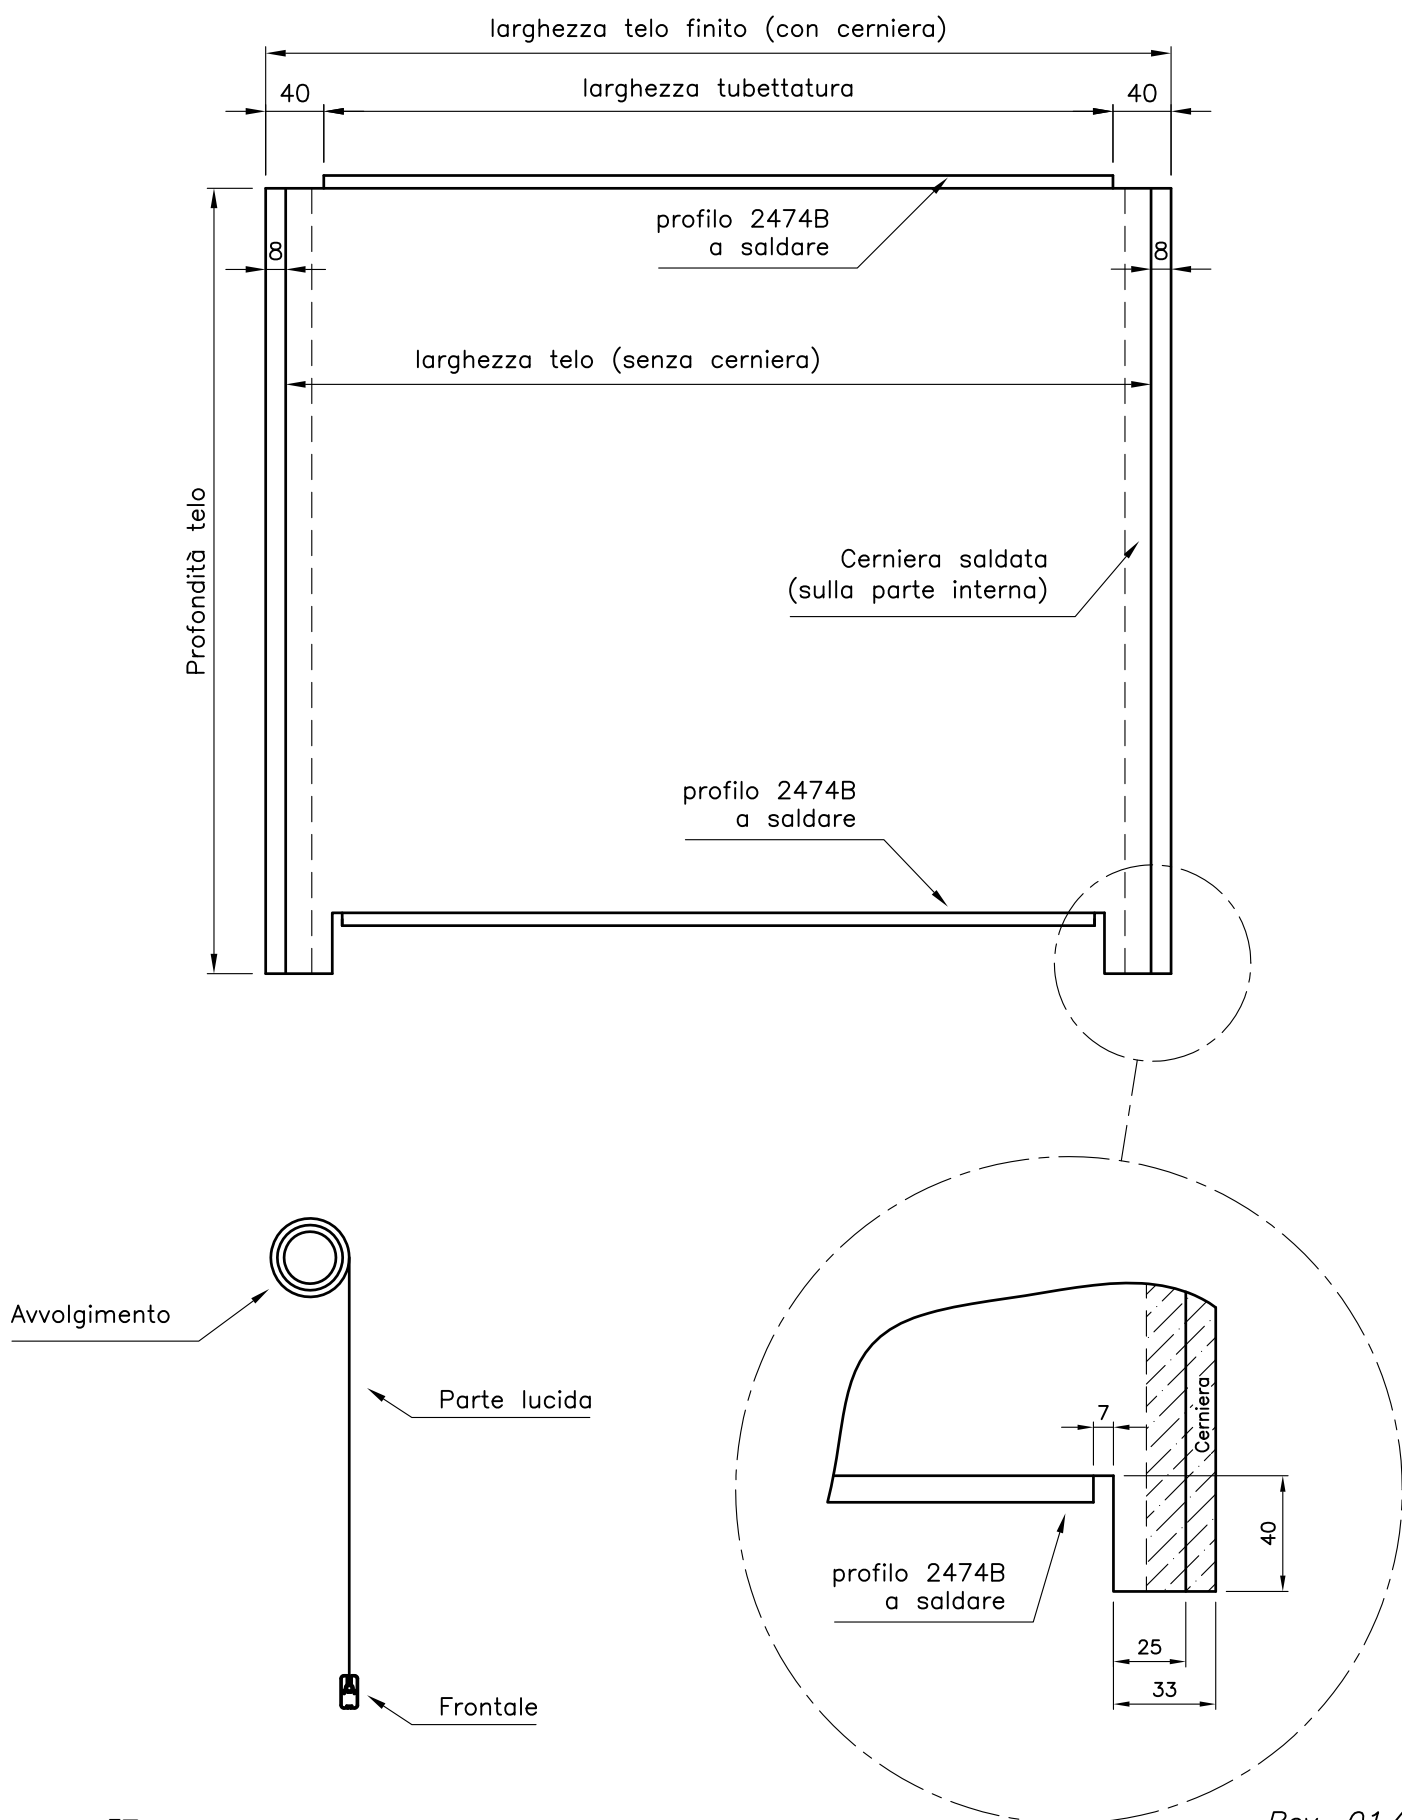 larghezza telo finito (con cerniera)
40
larghezza tubettatura
40
profilo 2474B
a saldare
8
8
larghezza telo (senza cerniera)
Profondità telo
Cerniera saldata
(sulla parte interna)
profilo 2474B
a saldare
Avvolgimento
Parte lucida
Frontale
Cerniera
7
40
profilo 2474B
a saldare
25
33